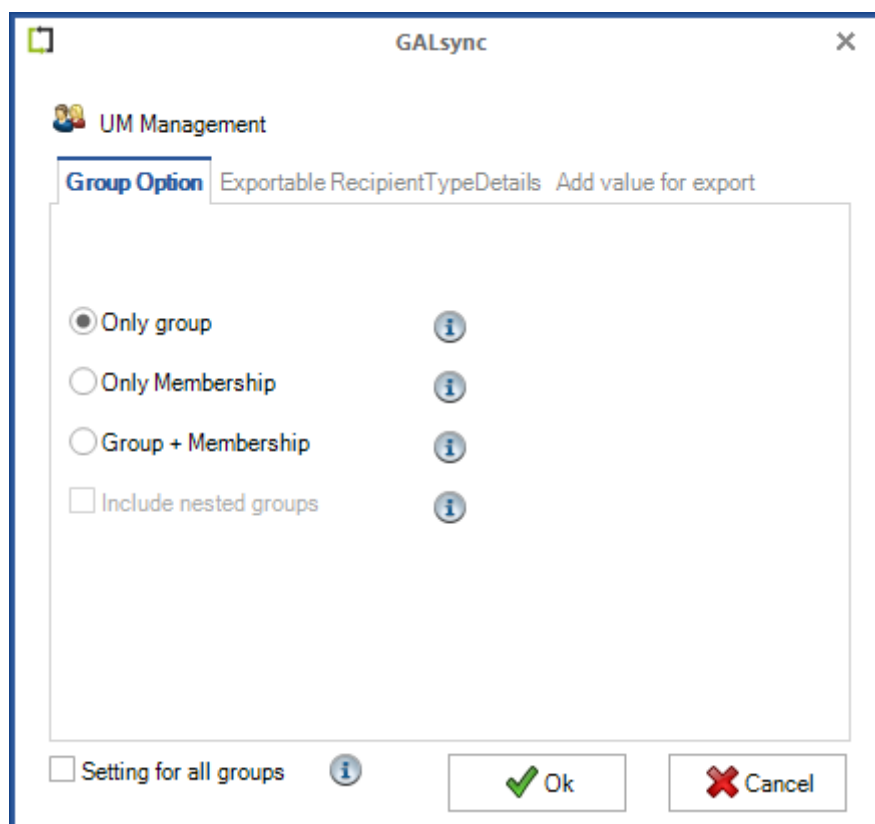 GALsync
UM Management
Group Option Exportable RecipientTypeDetails Add value for export
Only group
Only Membership
Group + Membership
Include nested groups
Setting for all groups
Ok
Cancel